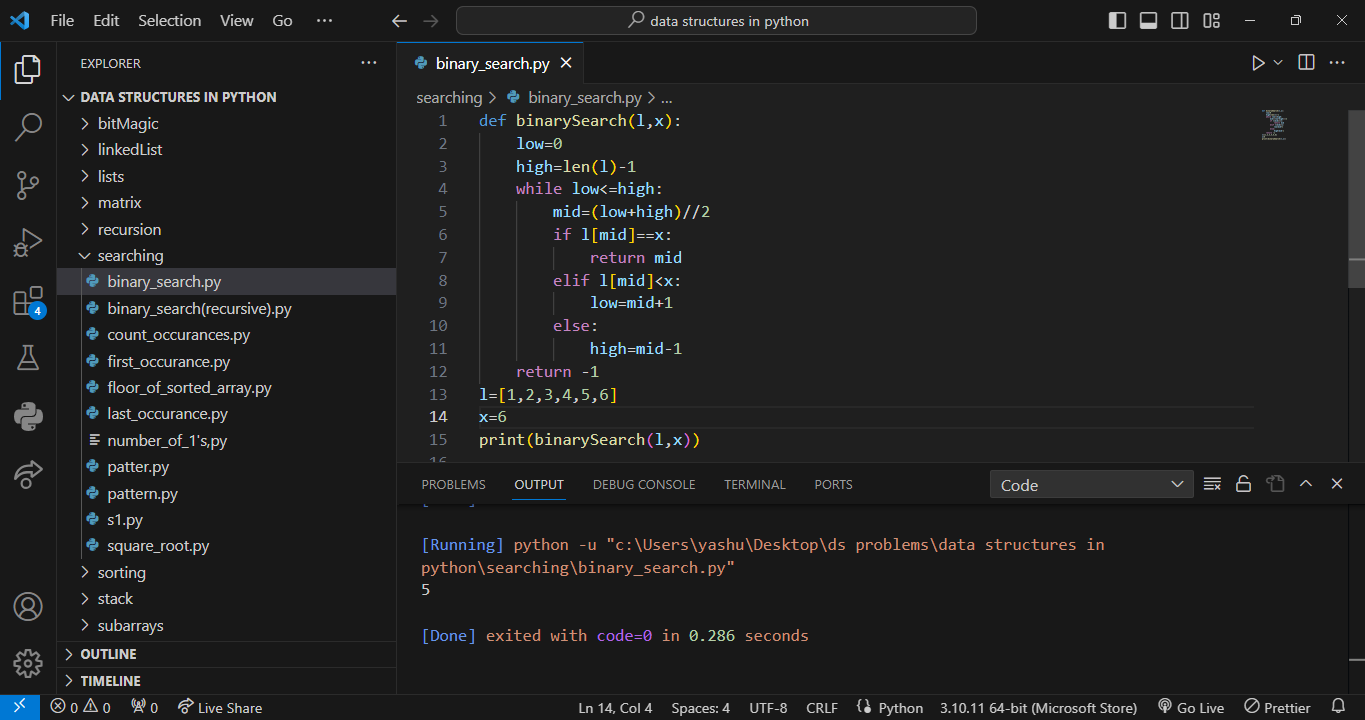 File Edit Selection View Go ··· data structures in python
EXPLORER ···
DATA STRUCTURES IN PYTHON
bitMagic
linkedList
lists
matrix
recursion
searching
binary_search.py
binary_search(recursive).py
count_occurances.py
first_occurance.py
floor_of_sorted_array.py
last_occurance.py
number_of_1's,py
patter.py
pattern.py
s1.py
square_root.py
sorting
stack
subarrays
OUTLINE
TIMELINE
4
binary_search.py
searching > binary_search.py > ...
1 def binarySearch(l,x):
2     low=0
3     high=len(l)-1
4     while low<=high:
5         mid=(low+high)//2
6         if l[mid]==x:
7             return mid
8         elif l[mid]<x:
9             low=mid+1
10         else:
11             high=mid-1
12     return -1
13 l=[1,2,3,4,5,6]
14 x=6
15 print(binarySearch(l,x))
16
PROBLEMS OUTPUT DEBUG CONSOLE TERMINAL PORTS Code
[Running] python -u "c:\Users\yashu\Desktop\ds problems\data structures in
python\searching\binary_search.py"
5
[Done] exited with code=0 in 0.286 seconds
0 0 0 Live Share Ln 14, Col 4 Spaces: 4 UTF-8 CRLF Python 3.10.11 64-bit (Microsoft Store) Go Live Prettier